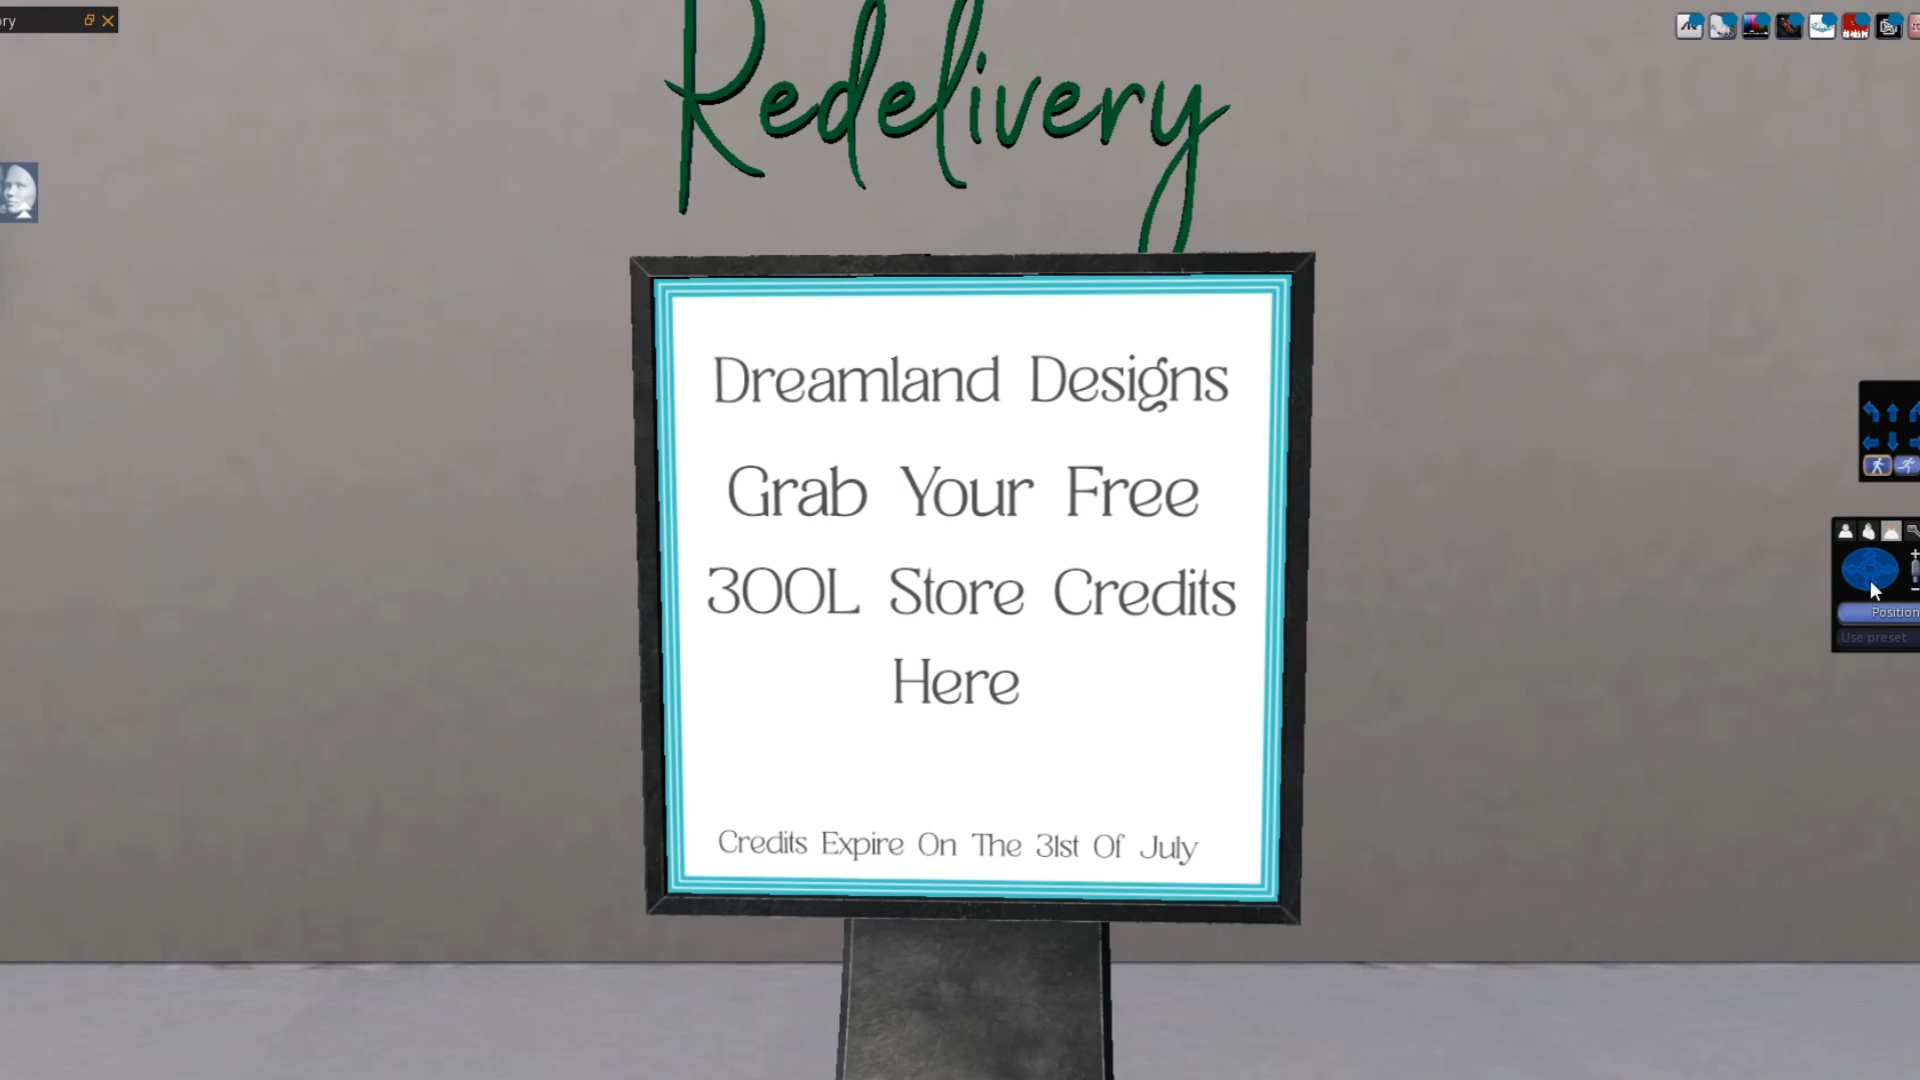 ory
Redelivery
Dreamland Designs
Grab Your Free
300L Store Credits
Here
Credits Expire On The 31st Of July
Position
Use preset